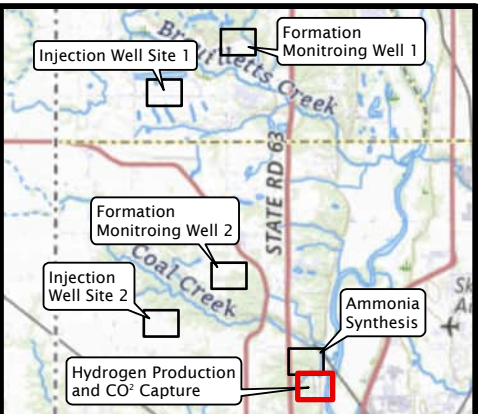 Formation
Monitroing Well 1
Injection Well Site 1
Brouilletts Creek
STATE RD 63
Formation
Monitroing Well 2
Coal Creek
Injection
Well Site 2
Ammonia
Synthesis
Hydrogen Production
and CO² Capture